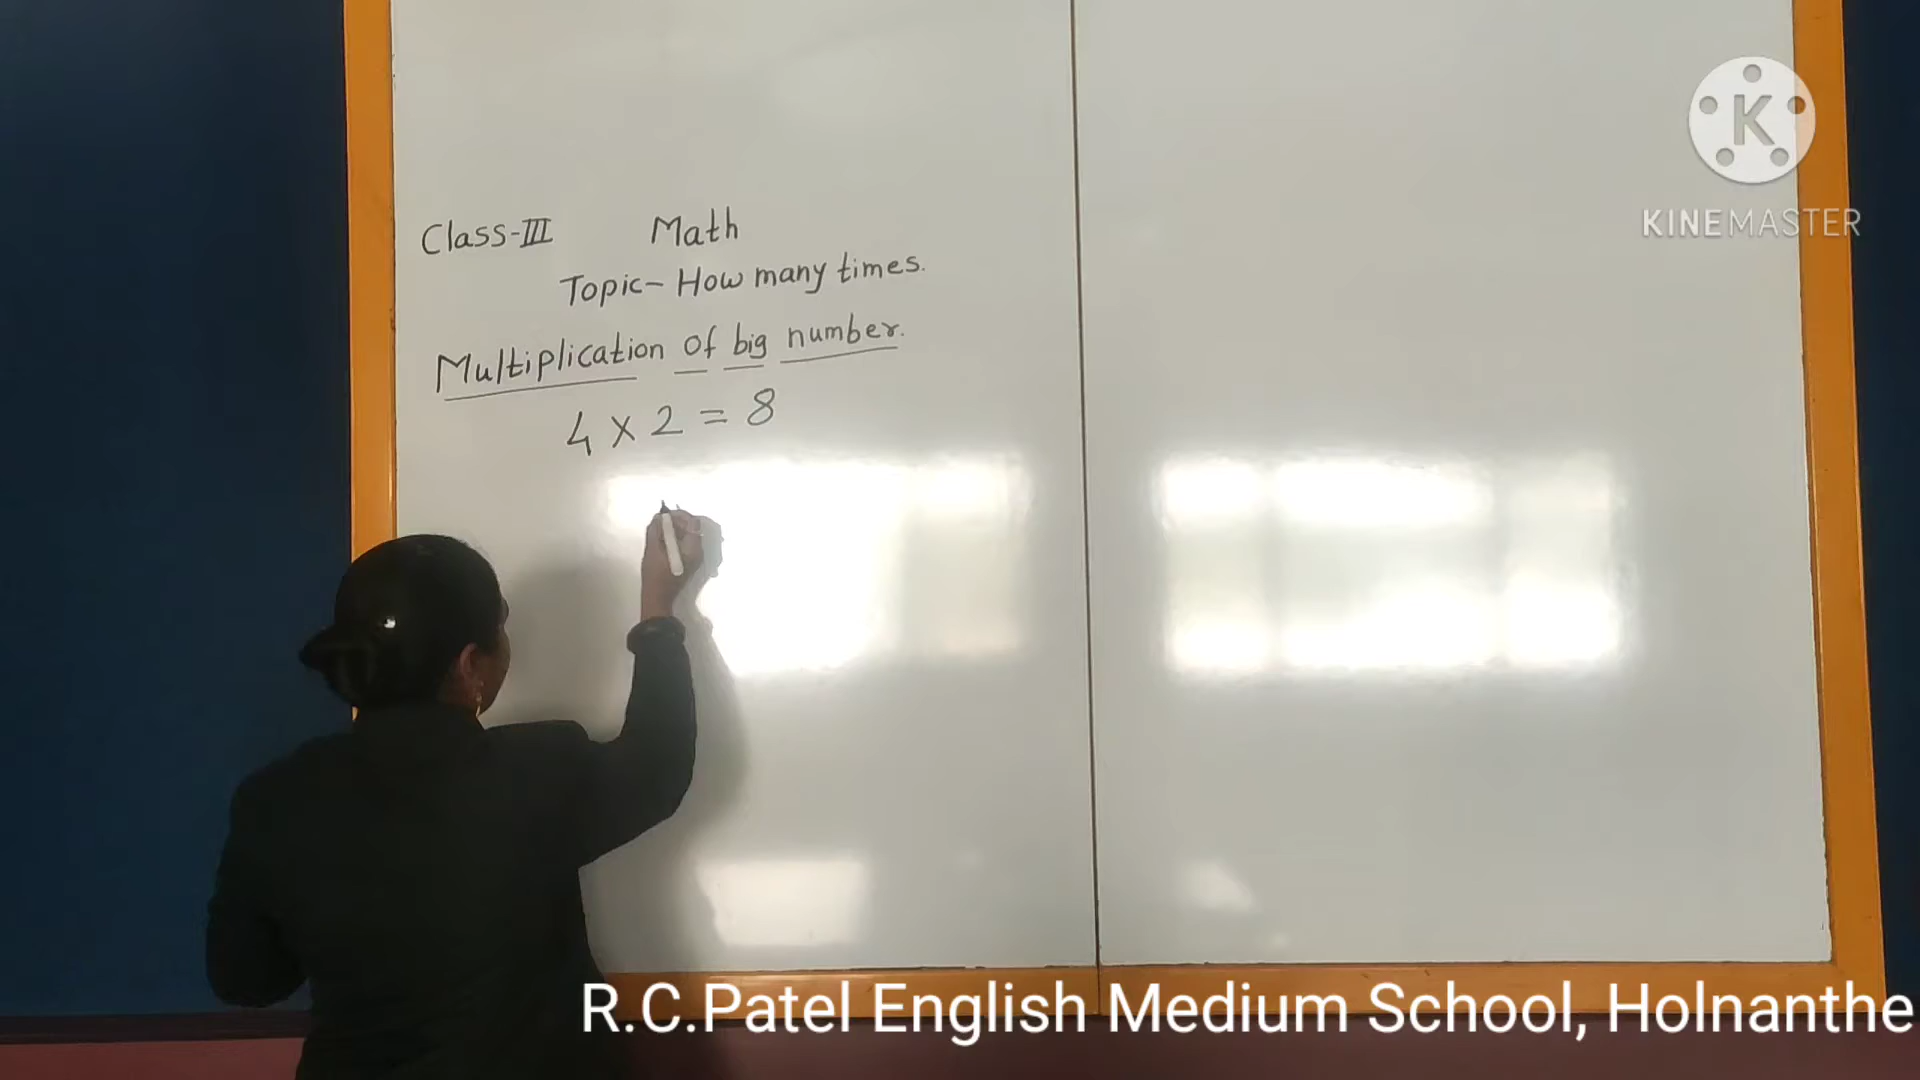 Class-III Math
Topic- How many times.
Multiplication of big number.
4 x 2 = 8
K
KINEMASTER
R.C.Patel English Medium School, Holnanthe